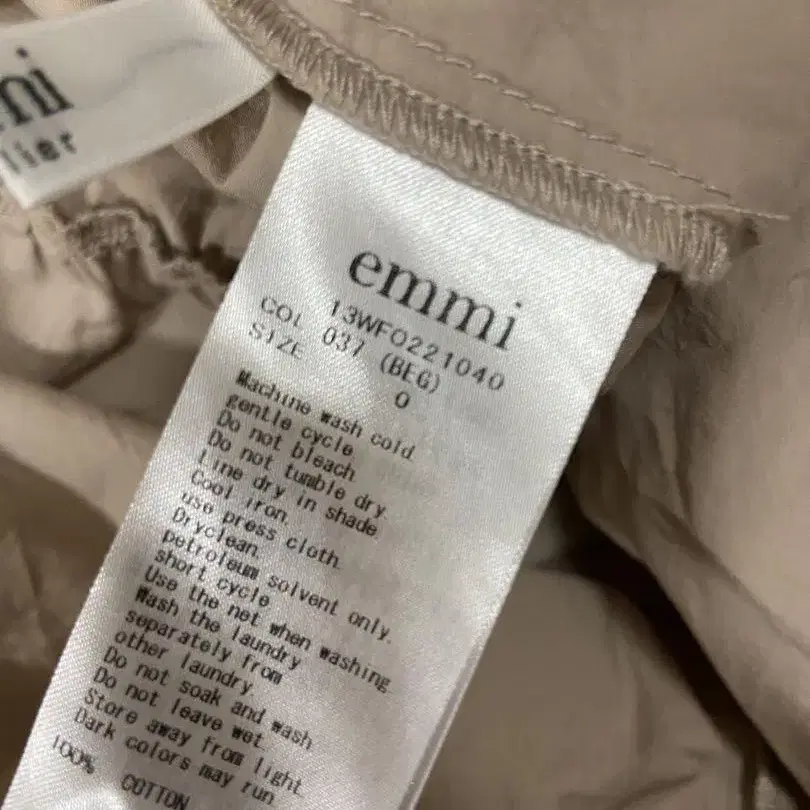 ni
lier
emmi
13WFO221040
COL 037 (BEG)
SIZE 0
Machine wash cold
gentle cycle
Do not bleach
Do not tumble dry
Line dry in shade
Cool iron.
use press cloth
Dryclean.
petroleum solvent only.
short cycle
Use the net when washing.
Wash the laundry
separately from
other laundry.
Do not soak and wash
Do not leave wet.
Store away from light
Dark colors may run
100% COTTON